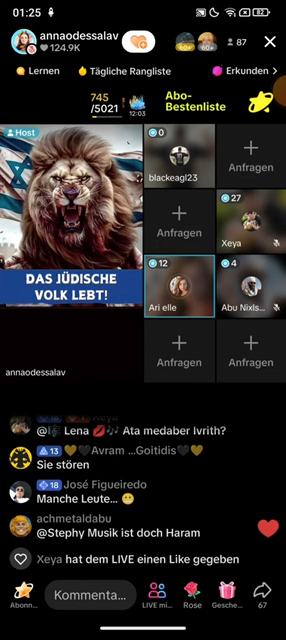 01:25
82
annaodessalav
124.9K
60+
60+
87
Lernen
Tägliche Rangliste
Erkunden
745
/5021
12:03
Abo-
Bestenliste
Host
0
blackeagl23
Anfragen
Anfragen
27
Xeya
DAS JÜDISCHE
VOLK LEBT!
12
Ari elle
4
Abu Nixls...
annaodessalav
Anfragen
Anfragen
@🎼 Lena 💋🎶 Ata medaber Ivrith?
13 💛🖤Avram ...Goitidis🖤💛
Sie stören
18 José Figueiredo
Manche Leute... 😬
achmetaldabu
@Stephy Musik ist doch Haram
Xeya hat dem LIVE einen Like gegeben
Abonn...
Kommenta...
LIVE mi...
Rose
Gesche...
67